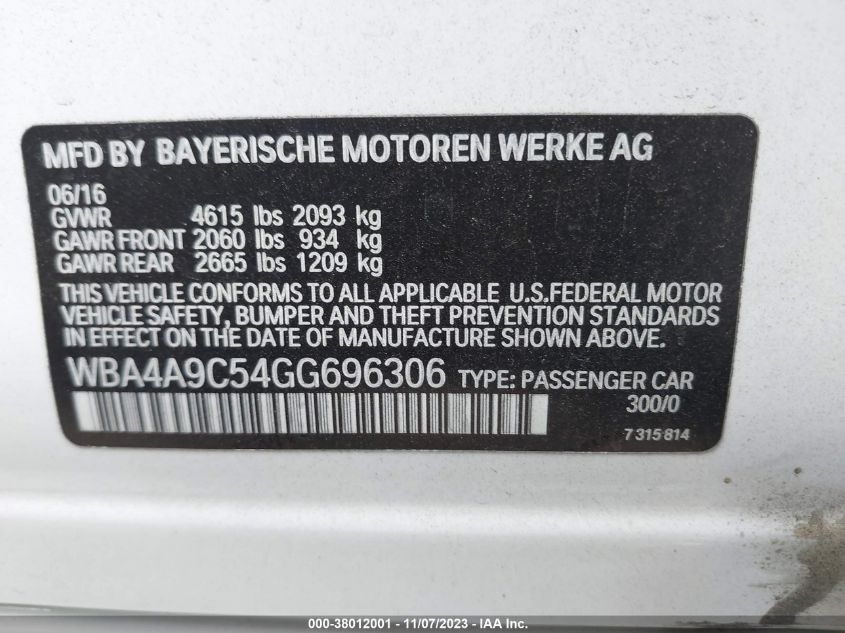 MFD BY BAYERISCHE MOTOREN WERKE AG
06/16
GVWR 4615 lbs 2093 kg
GAWR FRONT 2060 lbs 934 kg
GAWR REAR 2665 lbs 1209 kg
THIS VEHICLE CONFORMS TO ALL APPLICABLE U.S.FEDERAL MOTOR
VEHICLE SAFETY, BUMPER AND THEFT PREVENTION STANDARDS
IN EFFECT ON THE DATE OF MANUFACTURE SHOWN ABOVE.
WBA4A9C54GG696306 TYPE: PASSENGER CAR
300/0
7 315 814
000-38012001 - 11/07/2023 - IAA Inc.